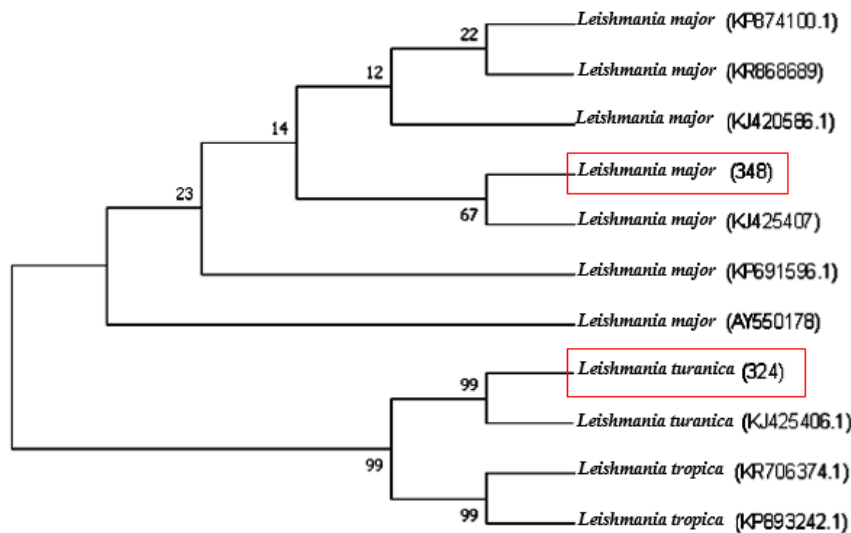 Leishmania major (KP874100.1)
22
Leishmania major (KR868689)
12
Leishmania major (KJ420586.1)
14
Leishmania major (348)
23
67
Leishmania major (KJ425407)
Leishmania major (KP691596.1)
Leishmania major (AY550178)
Leishmania turanica (324)
99
Leishmania turanica (KJ425406.1)
99
Leishmania tropica (KR706374.1)
99
Leishmania tropica (KP893242.1)